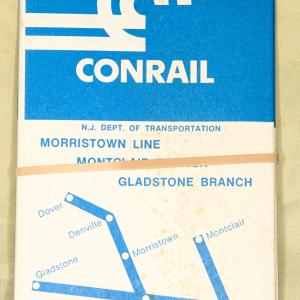 CONRAIL
N.J. DEPT. OF TRANSPORTATION
MORRISTOWN LINE
MONTCLAIR
GLADSTONE BRANCH
Dover
Denville
Montclair
Morristown
Gladstone